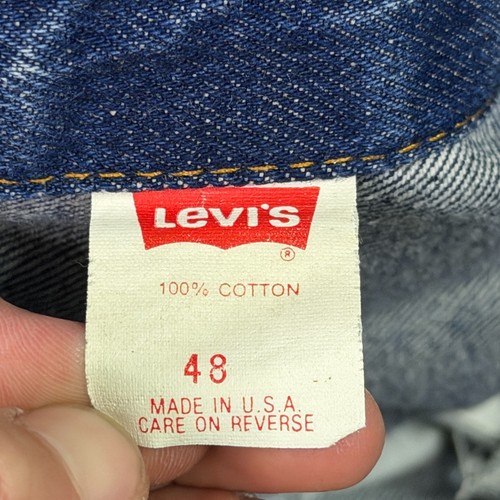 Levi's
®
100% COTTON
48
MADE IN U.S.A.
CARE ON REVERSE